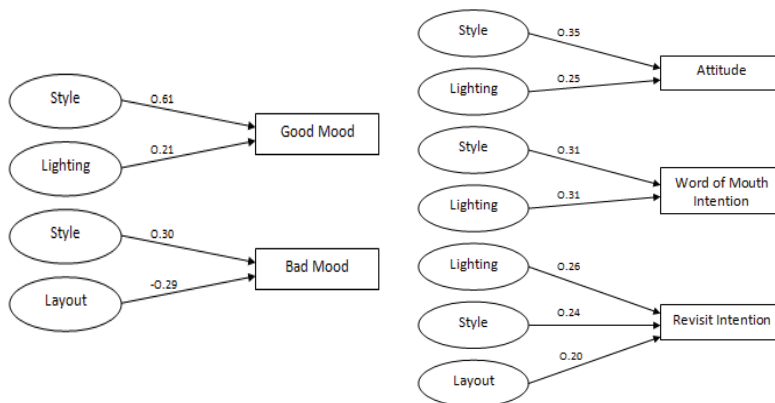 Style
0.61
Good Mood
Lighting
0.21
Style
0.30
Bad Mood
Layout
-0.29
Style
0.35
Attitude
Lighting
0.25
Style
0.31
Word of Mouth
Intention
Lighting
0.31
Lighting
0.26
Style
0.24
Revisit Intention
Layout
0.20